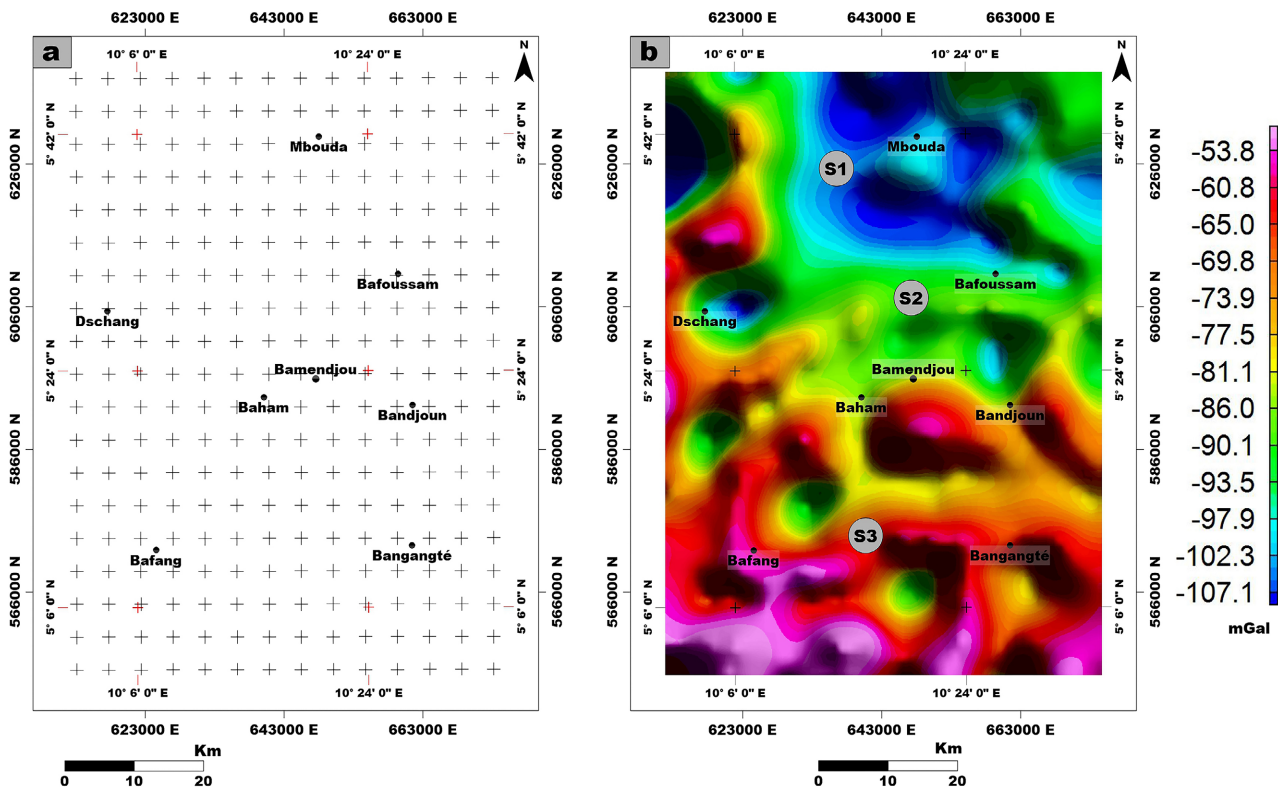 623000 E 643000 E 663000 E
a
10° 6' 0" E 10° 24' 0" E
N
5° 42' 0" N
626000 N
Mbouda
5° 42' 0" N
626000 N
Bafoussam
606000 N
Dschang
606000 N
5° 24' 0" N
Bamendjou
5° 24' 0" N
Baham
Bandjoun
586000 N
586000 N
Bafang
Bangangté
566000 N
5° 6' 0" N
5° 6' 0" N
566000 N
10° 6' 0" E 10° 24' 0" E
623000 E 643000 E 663000 E
Km
0 10 20
623000 E 643000 E 663000 E
b
10° 6' 0" E 10° 24' 0" E
N
5° 42' 0" N
626000 N
Mbouda
S1
5° 42' 0" N
626000 N
Bafoussam
S2
606000 N
Dschang
606000 N
5° 24' 0" N
Bamendjou
5° 24' 0" N
Baham
Bandjoun
586000 N
586000 N
S3
Bafang
Bangangté
566000 N
5° 6' 0" N
5° 6' 0" N
566000 N
10° 6' 0" E 10° 24' 0" E
623000 E 643000 E 663000 E
Km
0 10 20
-53.8
-60.8
-65.0
-69.8
-73.9
-77.5
-81.1
-86.0
-90.1
-93.5
-97.9
-102.3
-107.1
mGal